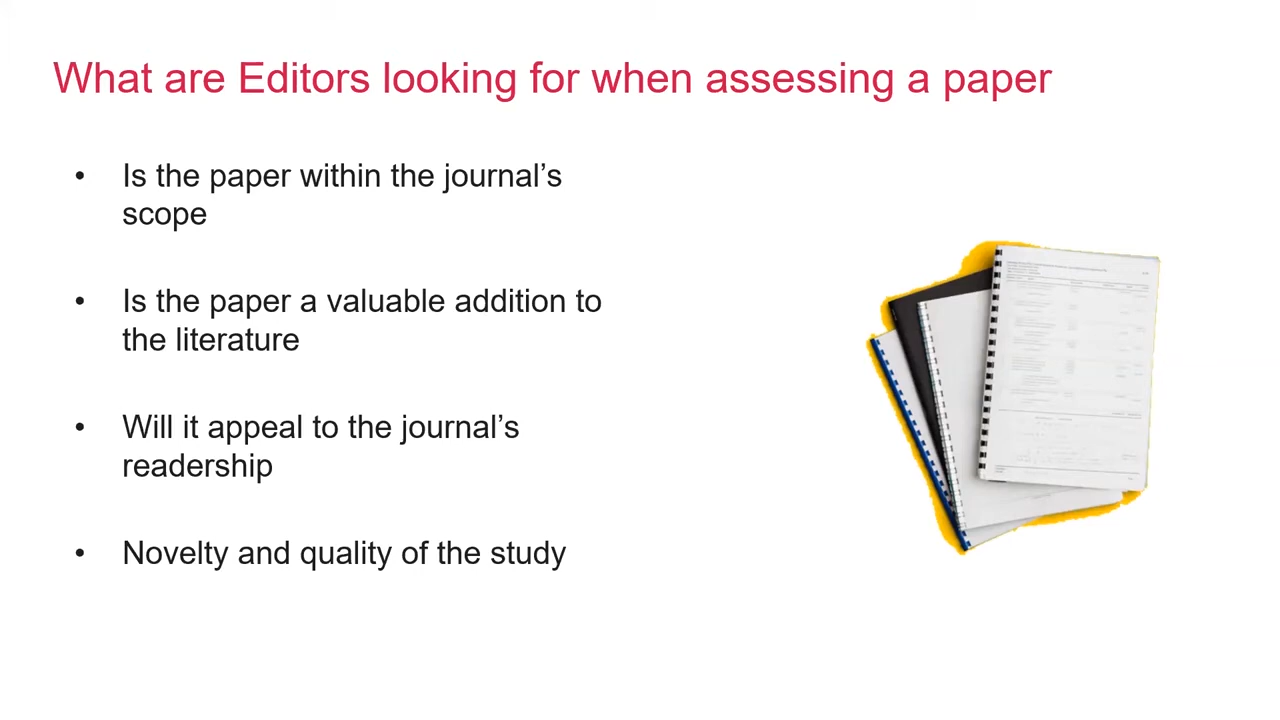 What are Editors looking for when assessing a paper
• Is the paper within the journal’s
scope
• Is the paper a valuable addition to
the literature
• Will it appeal to the journal’s
readership
• Novelty and quality of the study